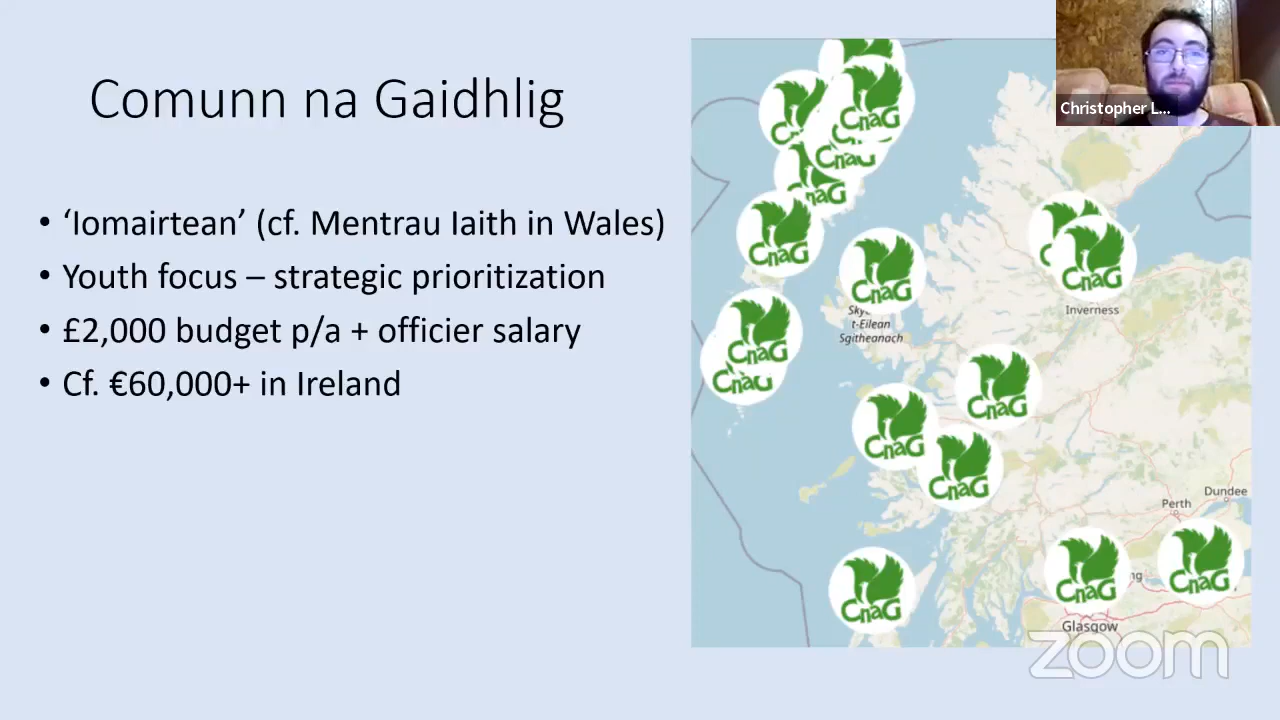 Comunn na Gaidhlig
• ‘Iomairtean’ (cf. Mentrau Iaith in Wales)
• Youth focus – strategic prioritization
• £2,000 budget p/a + officier salary
• Cf. €60,000+ in Ireland
Christopher L...
CnaG
CnaG
CnaG
CnaG
CnaG
t-Eilean
Sgitheanach
CnaG
Inverness
CnaG
CnaG
CnaG
CnaG
CnaG
Perth
Dundee
CnaG
CnaG
CnaG
Glasgow
zoom